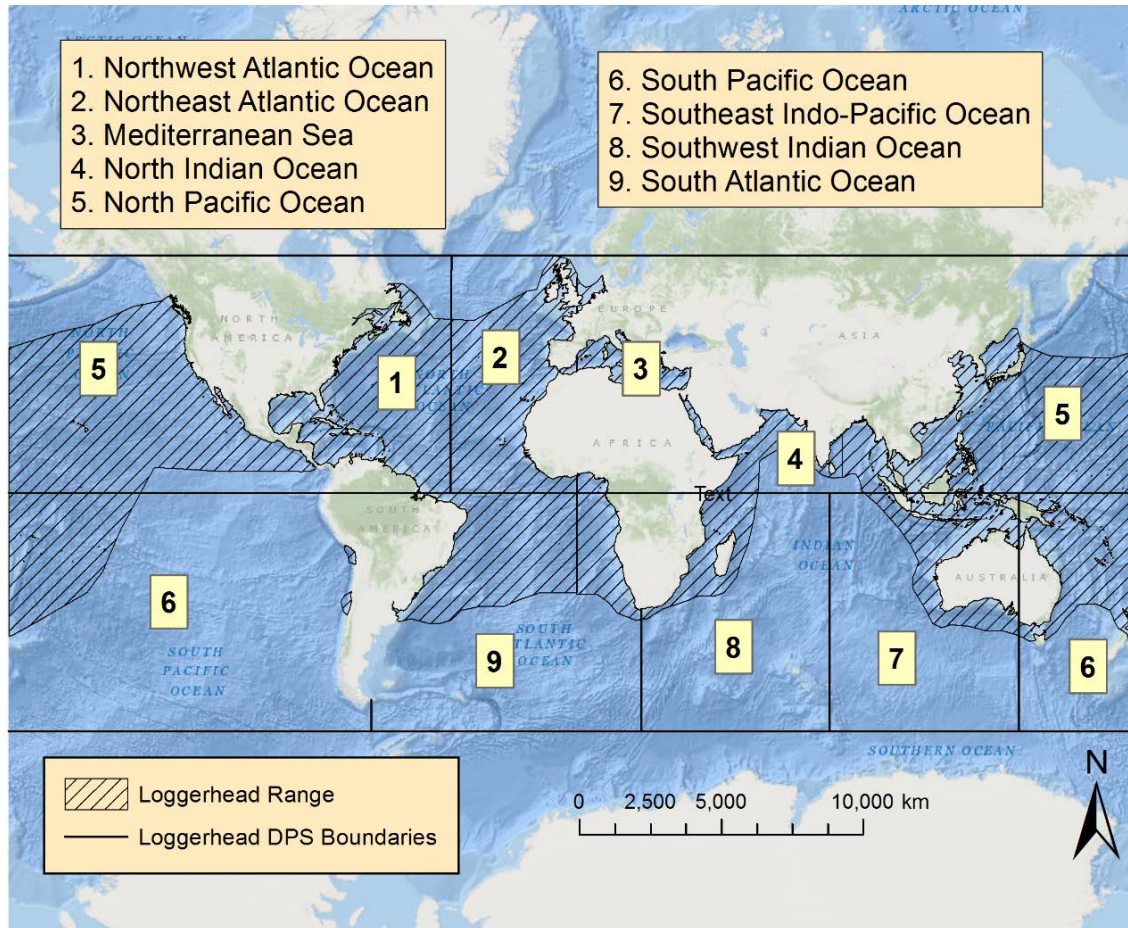 ARCTIC OCEAN
ARCTIC OCEAN
1. Northwest Atlantic Ocean
2. Northeast Atlantic Ocean
3. Mediterranean Sea
4. North Indian Ocean
5. North Pacific Ocean
6. South Pacific Ocean
7. Southeast Indo-Pacific Ocean
8. Southwest Indian Ocean
9. South Atlantic Ocean
NORTH
AMERICA
EUROPE
ASIA
NORTH
5
1
2
3
5
4
OCEAN
AFRICA
Text
SOUTH
AMERICA
INDIAN
OCEAN
AUSTRALIA
6
SOUTH
PACIFIC
OCEAN
9
SOUTH
ATLANTIC
OCEAN
8
7
6
SOUTHERN OCEAN
Loggerhead Range
Loggerhead DPS Boundaries
0 2,500 5,000 10,000 km
N